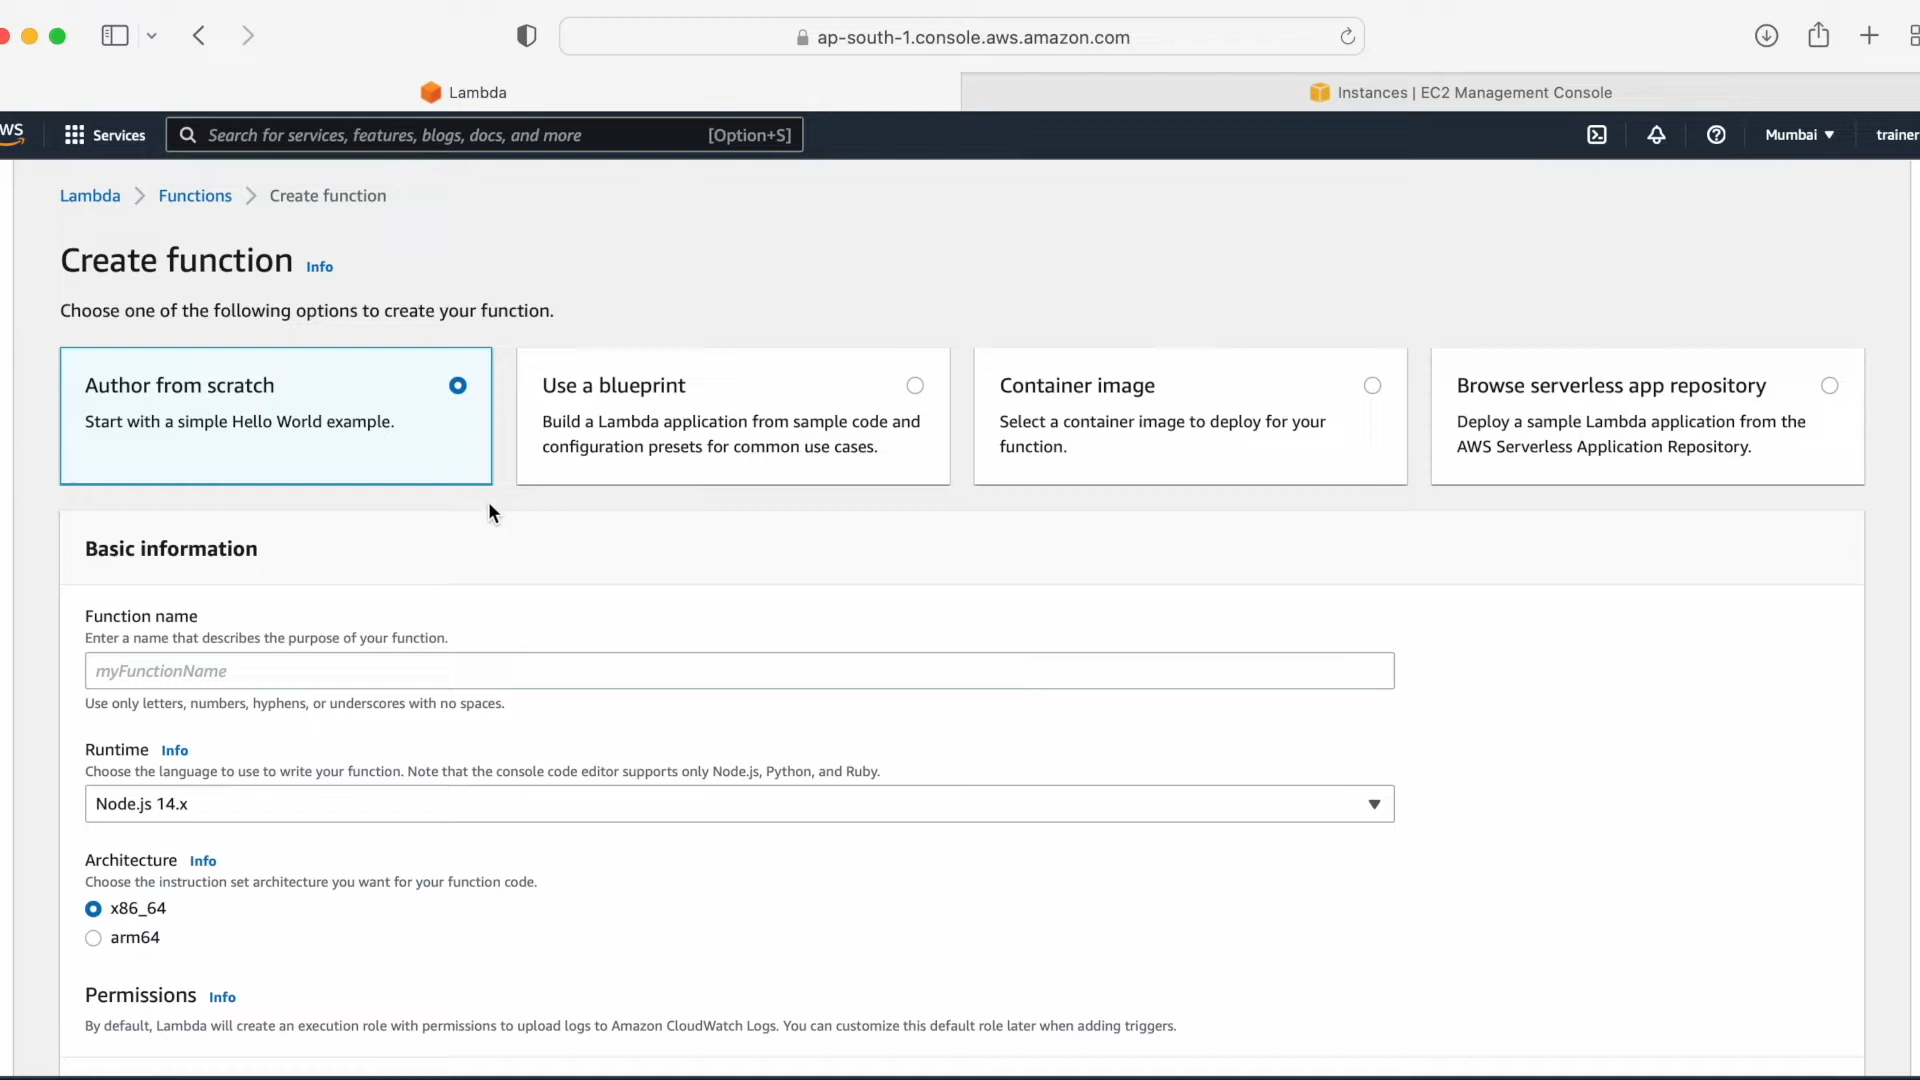 ap-south-1.console.aws.amazon.com
Lambda
Instances | EC2 Management Console
Services
Search for services, features, blogs, docs, and more [Option+S]
Mumbai
trainer
Lambda Functions Create function
Create function Info
Choose one of the following options to create your function.
Author from scratch
Start with a simple Hello World example.
Use a blueprint
Build a Lambda application from sample code and
configuration presets for common use cases.
Container image
Select a container image to deploy for your
function.
Browse serverless app repository
Deploy a sample Lambda application from the
AWS Serverless Application Repository.
Basic information
Function name
Enter a name that describes the purpose of your function.
myFunctionName
Use only letters, numbers, hyphens, or underscores with no spaces.
Runtime Info
Choose the language to use to write your function. Note that the console code editor supports only Node.js, Python, and Ruby.
Node.js 14.x
Architecture Info
Choose the instruction set architecture you want for your function code.
x86_64
arm64
Permissions Info
By default, Lambda will create an execution role with permissions to upload logs to Amazon CloudWatch Logs. You can customize this default role later when adding triggers.